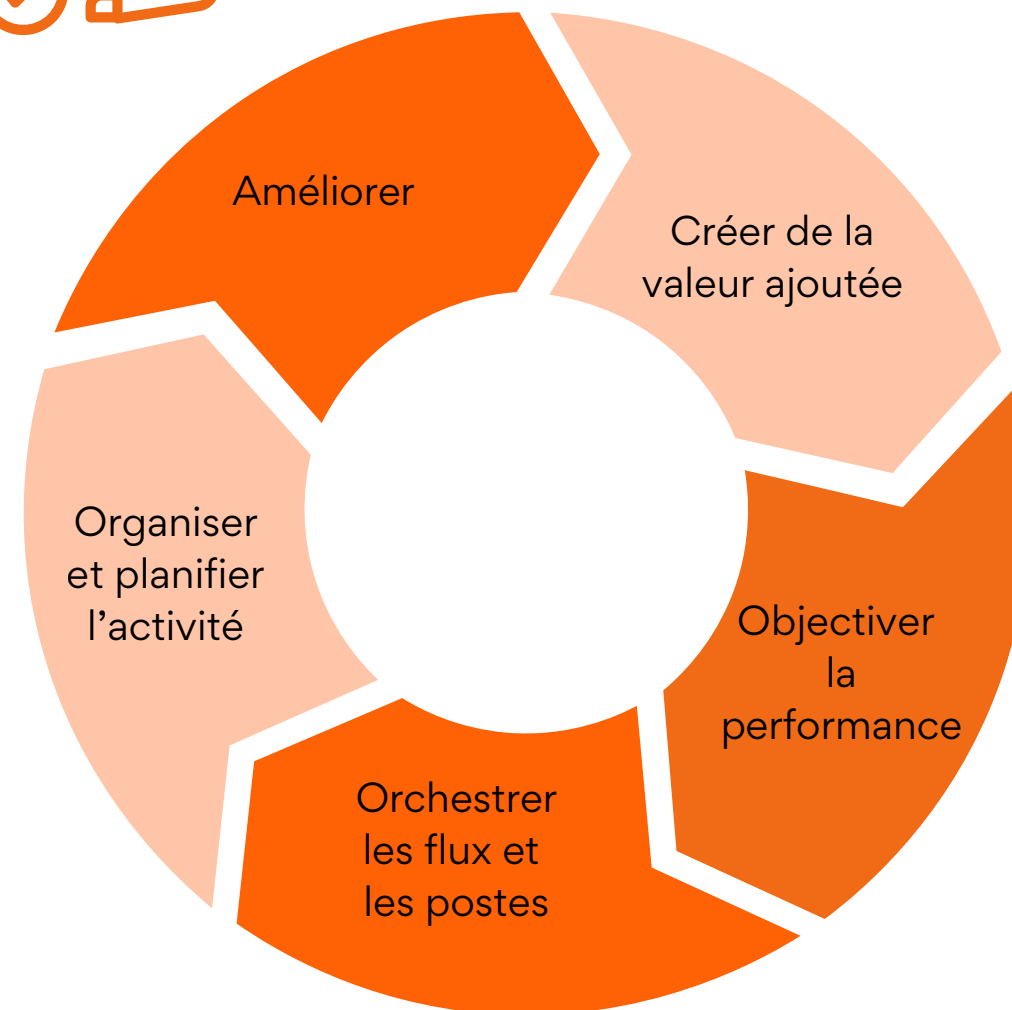 Améliorer
Créer de la
valeur ajoutée
Objectiver
la
performance
Orchestrer
les flux et
les postes
Organiser
et planifier
l’activité